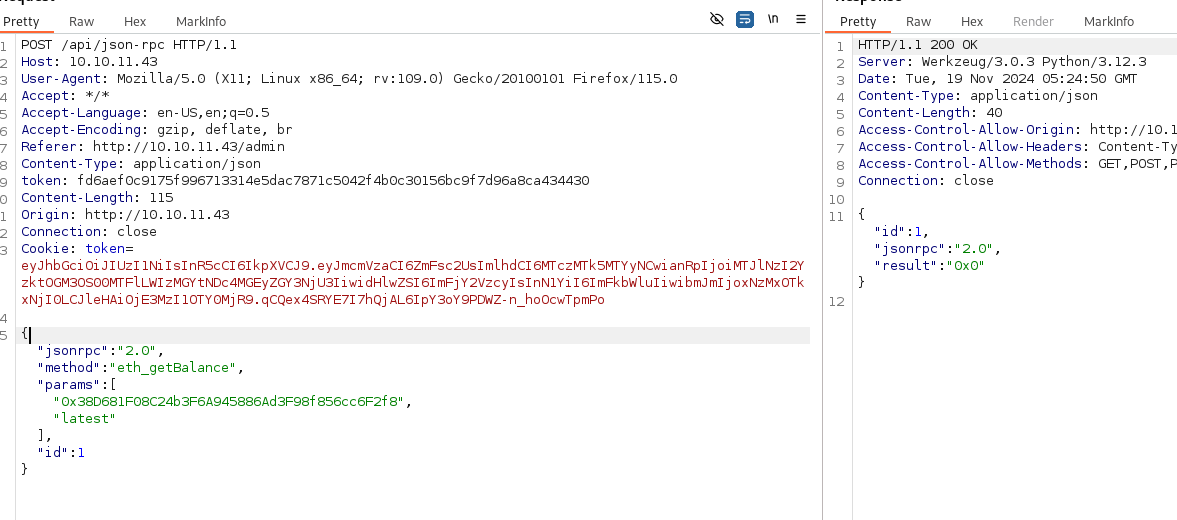 Pretty Raw Hex MarkInfo \n
1 POST /api/json-rpc HTTP/1.1
2 Host: 10.10.11.43
3 User-Agent: Mozilla/5.0 (X11; Linux x86_64; rv:109.0) Gecko/20100101 Firefox/115.0
4 Accept: */*
5 Accept-Language: en-US,en;q=0.5
6 Accept-Encoding: gzip, deflate, br
7 Referer: http://10.10.11.43/admin
8 Content-Type: application/json
9 token: fd6aef0c9175f996713314e5dac7871c5042f4b0c30156bc9f7d96a8ca434430
0 Content-Length: 115
1 Origin: http://10.10.11.43
2 Connection: close
3 Cookie: token=
eyJhbGciOiJIUzI1NiIsInR5cCI6IkpXVCJ9.eyJmcmVzaCI6ZmFsc2UsImlhdCI6MTczMTk5MTYyNCwianRpIjoiMTJlNzI2Y
zktOGM3OS00MTFlLWIzMGYtNDc4MGEyZGY3NjU3IiwidHlwZSI6ImFjY2VzcyIsInN1YiI6ImFkbWluIiwibmJmIjoxNzMxOTk
xNjI0LCJleHAiOjE3MzI1OTY0MjR9.qCQex4SRYE7I7hQjAL6IpY3oY9PDWZ-n_hoOcwTpmPo
4
5 {
"jsonrpc":"2.0",
"method":"eth_getBalance",
"params":[
"0x38D681F08C24b3F6A945886Ad3F98f856cc6F2f8",
"latest"
],
"id":1
}
Pretty Raw Hex Render MarkInfo
1 HTTP/1.1 200 OK
2 Server: Werkzeug/3.0.3 Python/3.12.3
3 Date: Tue, 19 Nov 2024 05:24:50 GMT
4 Content-Type: application/json
5 Content-Length: 40
6 Access-Control-Allow-Origin: http://10.1
7 Access-Control-Allow-Headers: Content-Ty
8 Access-Control-Allow-Methods: GET,POST,P
9 Connection: close
10
11 {
"id":1,
"jsonrpc":"2.0",
"result":"0x0"
}
12